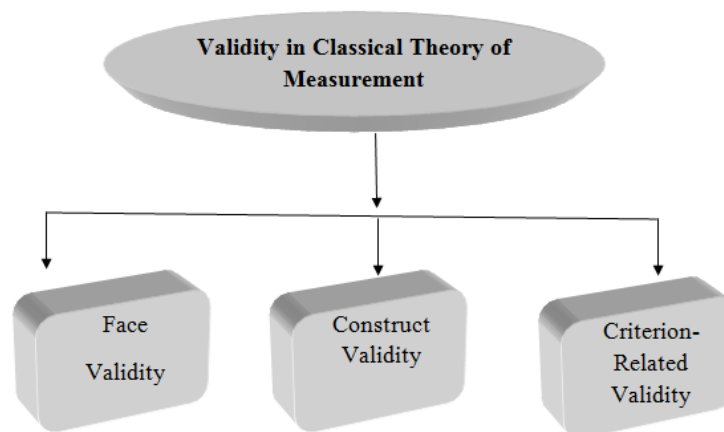 Validity in Classical Theory of
Measurement
Face
Validity
Construct
Validity
Criterion-
Related
Validity